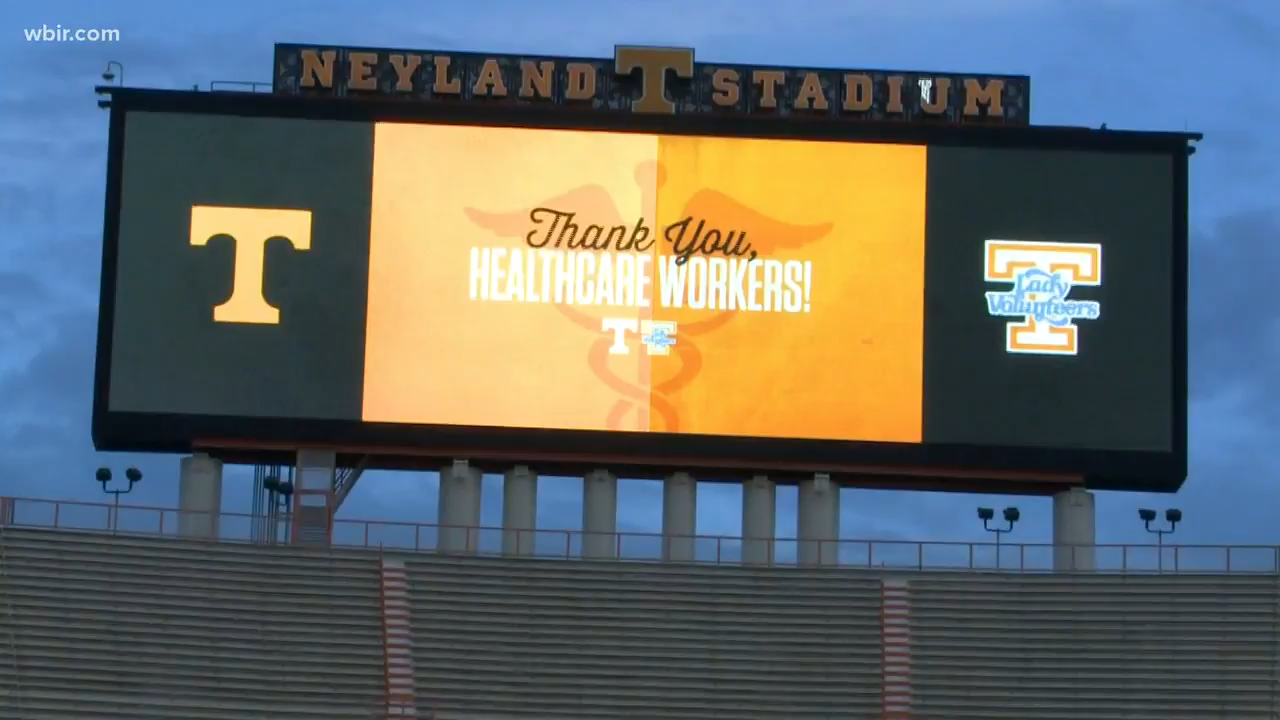 wbir.com
NEYLAND T STADIUM
T
Thank You,
HEALTHCARE WORKERS!
T
T
Lady
Volunteers